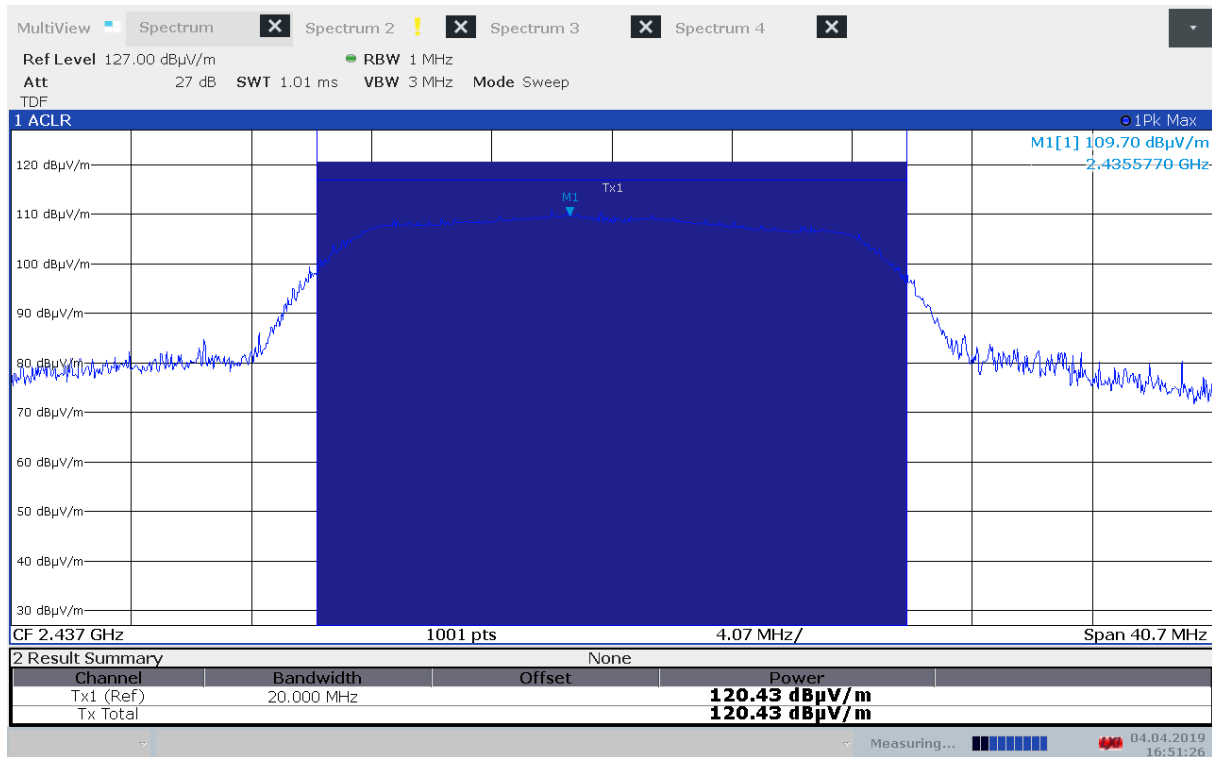 MultiView Spectrum Spectrum 2 ! Spectrum 3 Spectrum 4
Ref Level 127.00 dBµV/m RBW 1 MHz
Att 27 dB SWT 1.01 ms VBW 3 MHz Mode Sweep
TDF
1 ACLR 1Pk Max
M1[1] 109.70 dBµV/m
2.4355770 GHz
120 dBµV/m
Tx1
M1
110 dBµV/m
100 dBµV/m
90 dBµV/m
80 dBµV/m
70 dBµV/m
60 dBµV/m
50 dBµV/m
40 dBµV/m
30 dBµV/m
CF 2.437 GHz 1001 pts 4.07 MHz/ Span 40.7 MHz
2 Result Summary None
Channel Bandwidth Offset Power
Tx1 (Ref) 20.000 MHz 120.43 dBµV/m
Tx Total 120.43 dBµV/m
Measuring... 04.04.2019
16:51:26